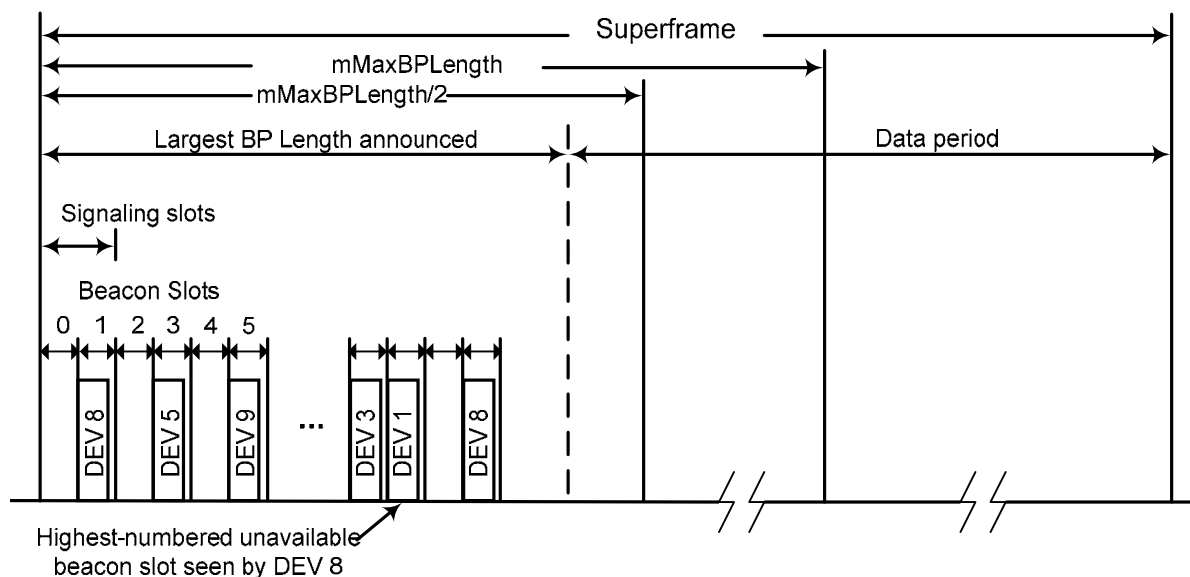 Superframe
mMaxBPLength
mMaxBPLength/2
Largest BP Length announced
Data period
Signaling slots
Beacon Slots
0 1 2 3 4 5
DEV 8
DEV 5
DEV 9
...
DEV 3
DEV 1
DEV 8
Highest-numbered unavailable
beacon slot seen by DEV 8